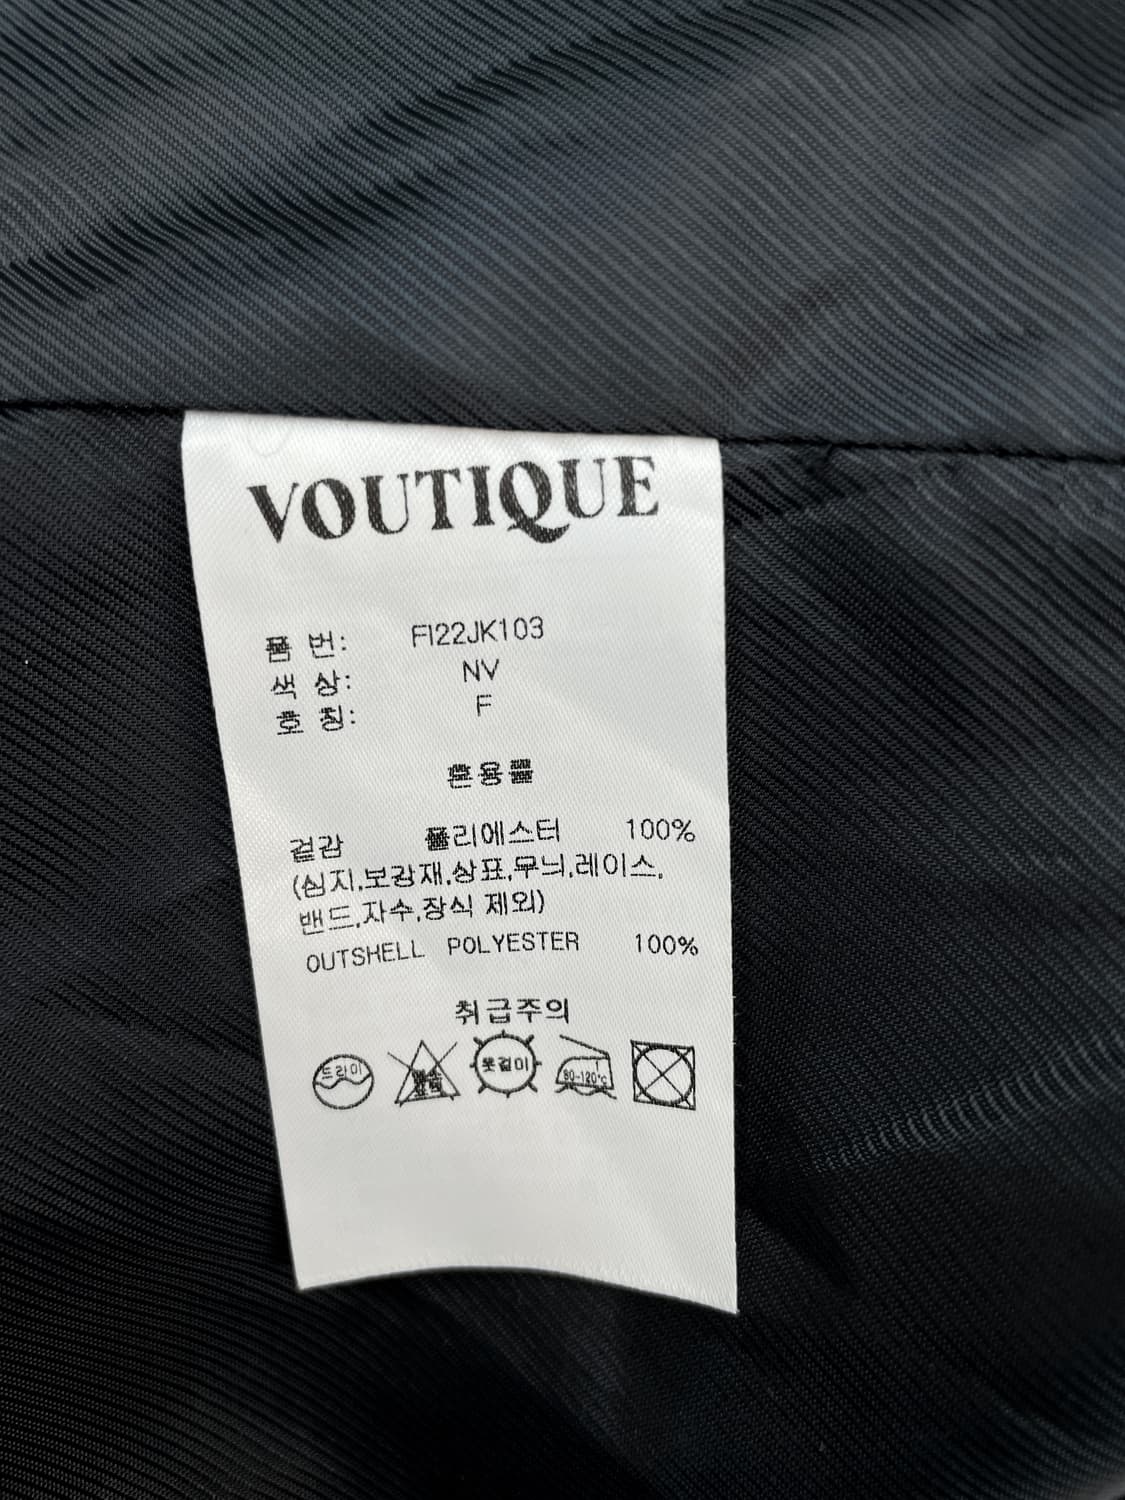 VOUTIQUE
품 번: FI22JK103
색 상: NV
호 칭: F
혼용률
겉감 폴리에스터 100%
(심지,보강재,상표,무늬,레이스,
밴드,자수,장식 제외)
OUTSHELL POLYESTER 100%
취급주의
드라이 옷걸이 80-120°c